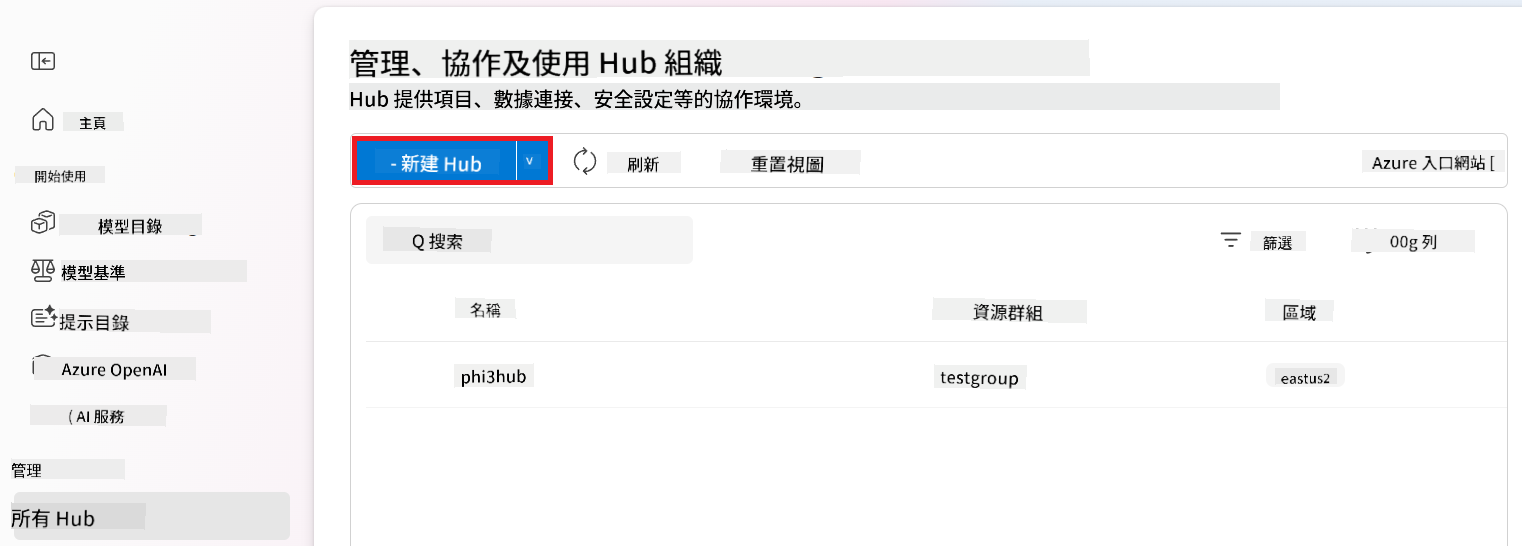 主頁
開始使用
模型目錄
模型基準
提示目錄
Azure OpenAI
( AI 服務
管理
所有 Hub
管理、協作及使用 Hub 組織
Hub 提供項目、數據連接、安全設定等的協作環境。
- 新建 Hub ˅ 刷新 重置視圖 Azure 入口網站 [
Q 搜索 篩選 00g 列
名稱 資源群組 區域
phi3hub testgroup eastus2